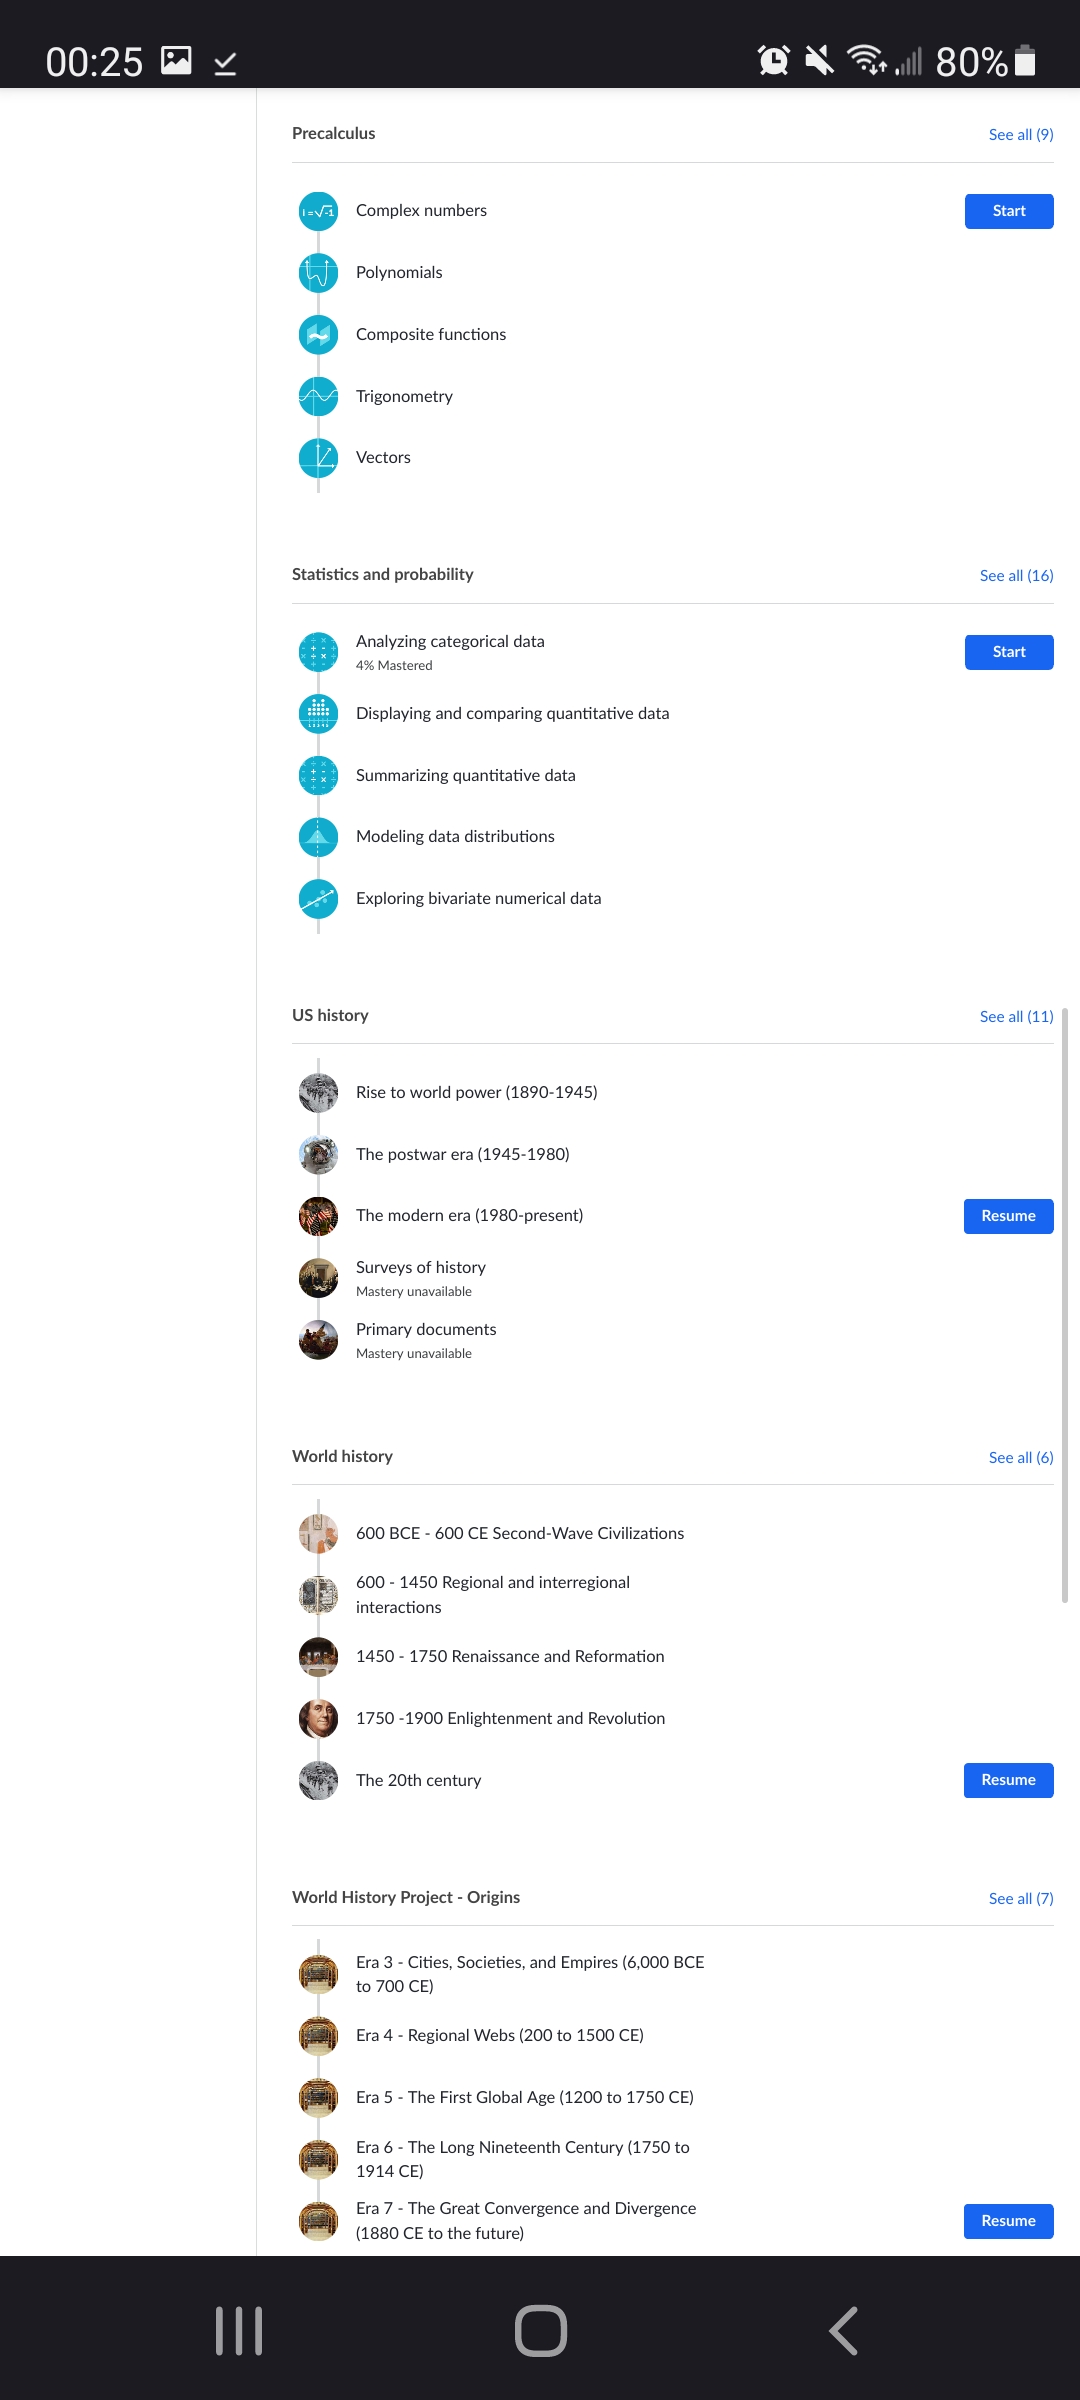 00:25
80%
Precalculus
See all (9)
Complex numbers
Start
Polynomials
Composite functions
Trigonometry
Vectors
Statistics and probability
See all (16)
Analyzing categorical data
Start
4% Mastered
Displaying and comparing quantitative data
Summarizing quantitative data
Modeling data distributions
Exploring bivariate numerical data
US history
See all (11)
Rise to world power (1890-1945)
The postwar era (1945-1980)
The modern era (1980-present)
Resume
Surveys of history
Mastery unavailable
Primary documents
Mastery unavailable
World history
See all (6)
600 BCE - 600 CE Second-Wave Civilizations
600 - 1450 Regional and interregional
interactions
1450 - 1750 Renaissance and Reformation
1750 -1900 Enlightenment and Revolution
The 20th century
Resume
World History Project - Origins
See all (7)
Era 3 - Cities, Societies, and Empires (6,000 BCE
to 700 CE)
Era 4 - Regional Webs (200 to 1500 CE)
Era 5 - The First Global Age (1200 to 1750 CE)
Era 6 - The Long Nineteenth Century (1750 to
1914 CE)
Era 7 - The Great Convergence and Divergence
(1880 CE to the future)
Resume